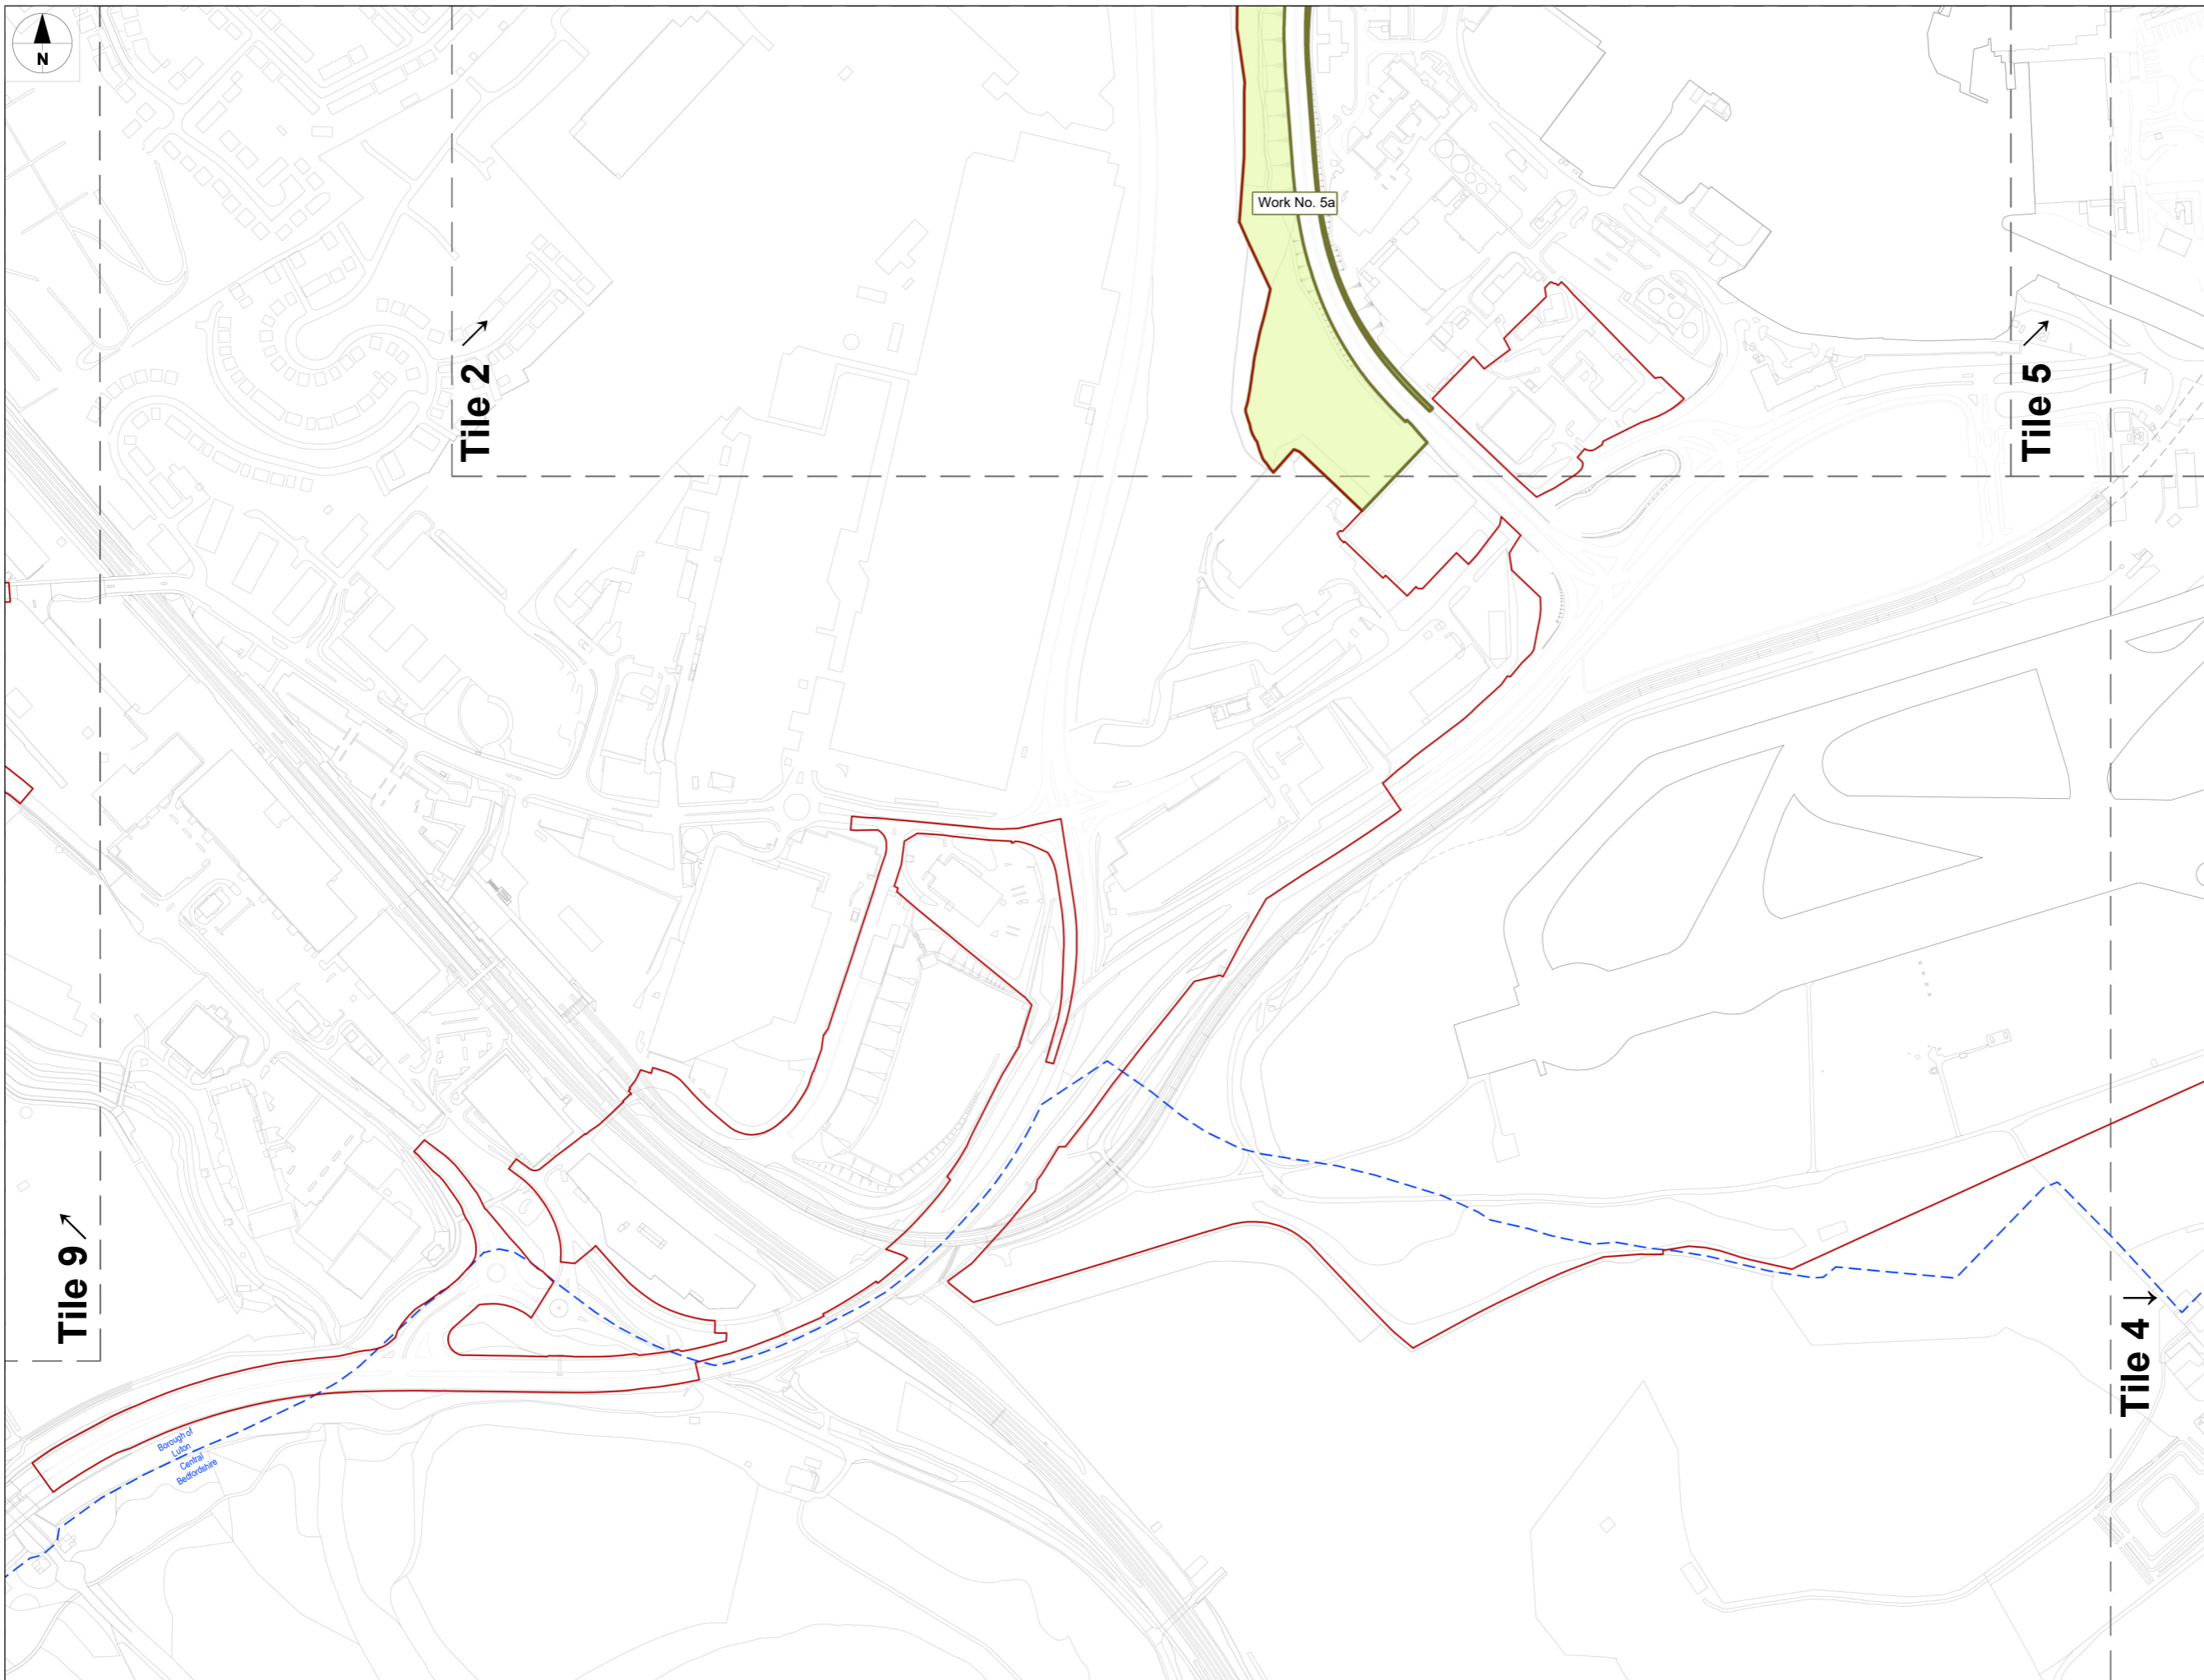 N
Work No. 5a
Tile 2
Tile 5
Tile 9
Tile 4
Borough of
Luton
Central
Bedfordshire